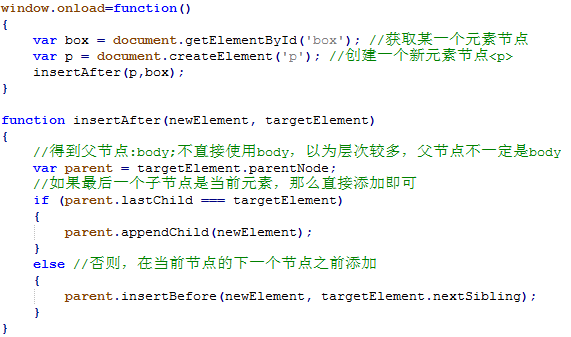 window.onload=function()
{
    var box = document.getElementById('box'); //获取某一个元素节点
    var p = document.createElement('p'); //创建一个新元素节点<p>
    insertAfter(p,box);
}
function insertAfter(newElement, targetElement)
{
    //得到父节点:body;不直接使用body，以为层次较多，父节点不一定是body
    var parent = targetElement.parentNode;
    //如果最后一个子节点是当前元素，那么直接添加即可
    if (parent.lastChild === targetElement)
    {
        parent.appendChild(newElement);
    }
    else //否则，在当前节点的下一个节点之前添加
    {
        parent.insertBefore(newElement, targetElement.nextSibling);
    }
}